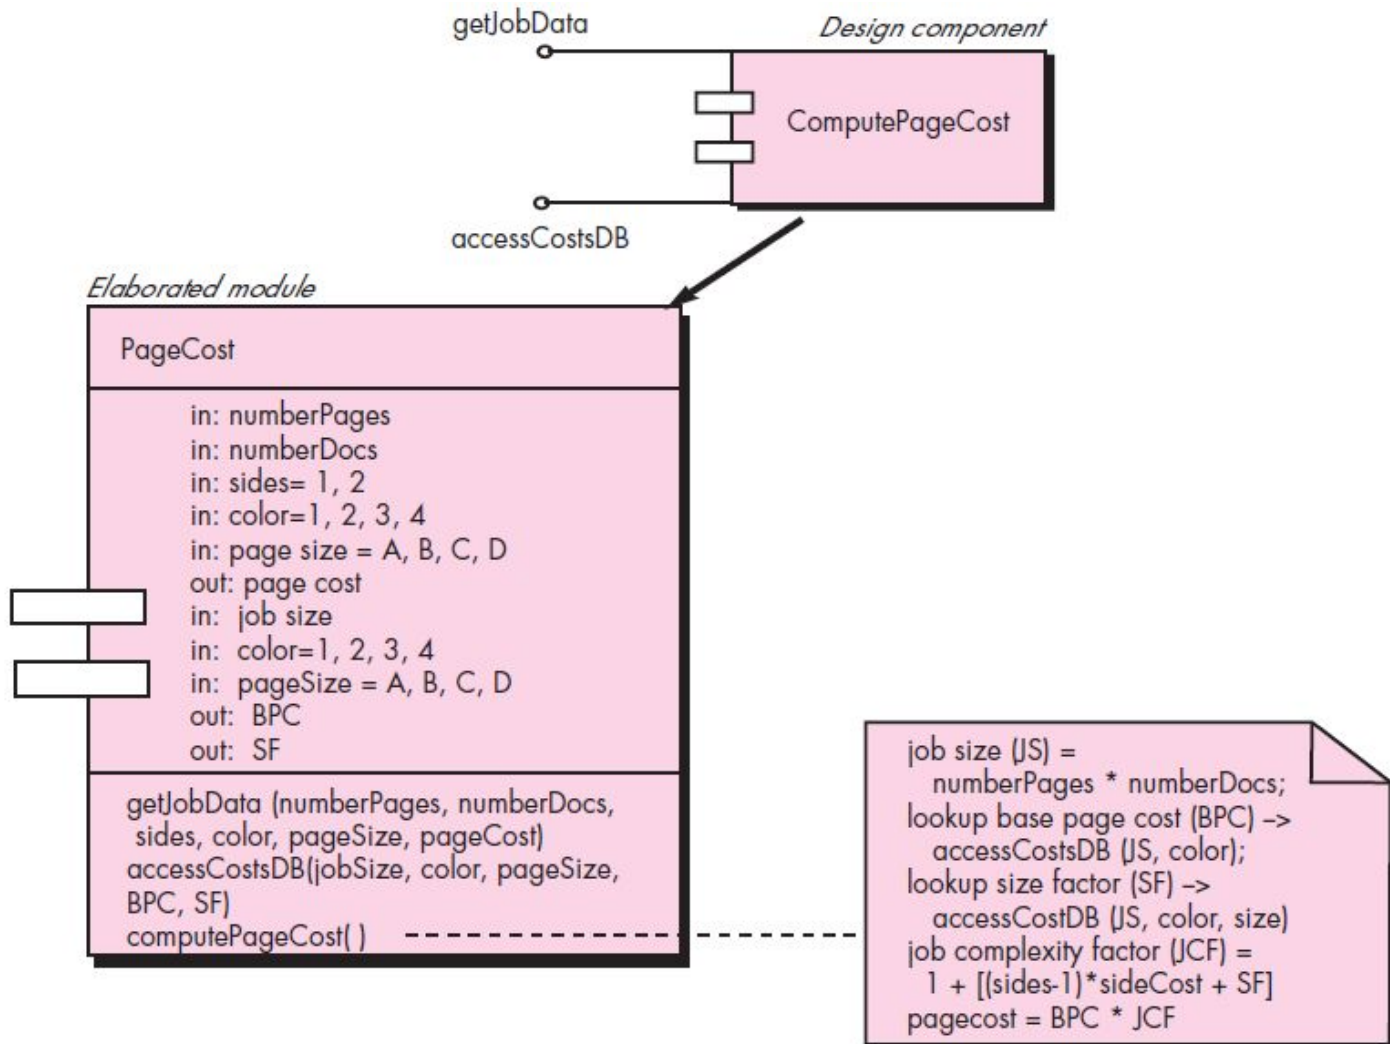 getJobData
Design component
ComputePageCost
accessCostsDB
Elaborated module
PageCost
in: numberPages
in: numberDocs
in: sides= 1, 2
in: color=1, 2, 3, 4
in: page size = A, B, C, D
out: page cost
in: job size
in: color=1, 2, 3, 4
in: pageSize = A, B, C, D
out: BPC
out: SF
getJobData (numberPages, numberDocs,
sides, color, pageSize, pageCost)
accessCostsDB(jobSize, color, pageSize,
BPC, SF)
computePageCost( )
job size (JS) =
numberPages * numberDocs;
lookup base page cost (BPC) –>
accessCostsDB (JS, color);
lookup size factor (SF) –>
accessCostDB (JS, color, size)
job complexity factor (JCF) =
1 + [(sides-1)*sideCost + SF]
pagecost = BPC * JCF